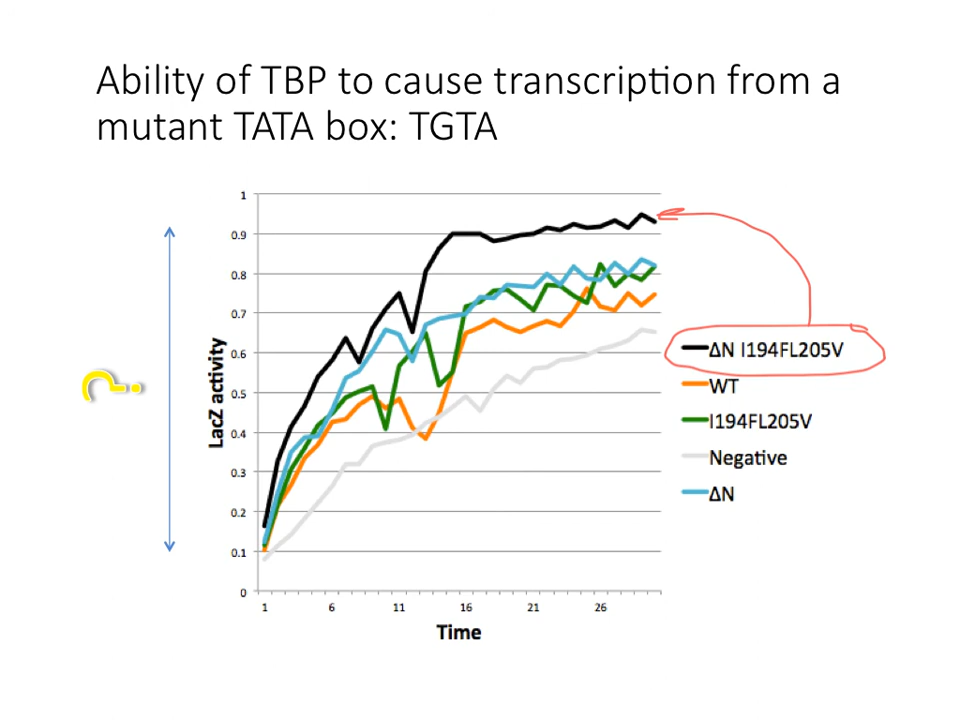 Ability of TBP to cause transcription from a
mutant TATA box: TGTA
1
0.9
0.8
0.7
0.6
0.5
0.4
0.3
0.2
0.1
0
LacZ activity
?
1 6 11 16 21 26
Time
ΔN I194FL205V
WT
I194FL205V
Negative
ΔN